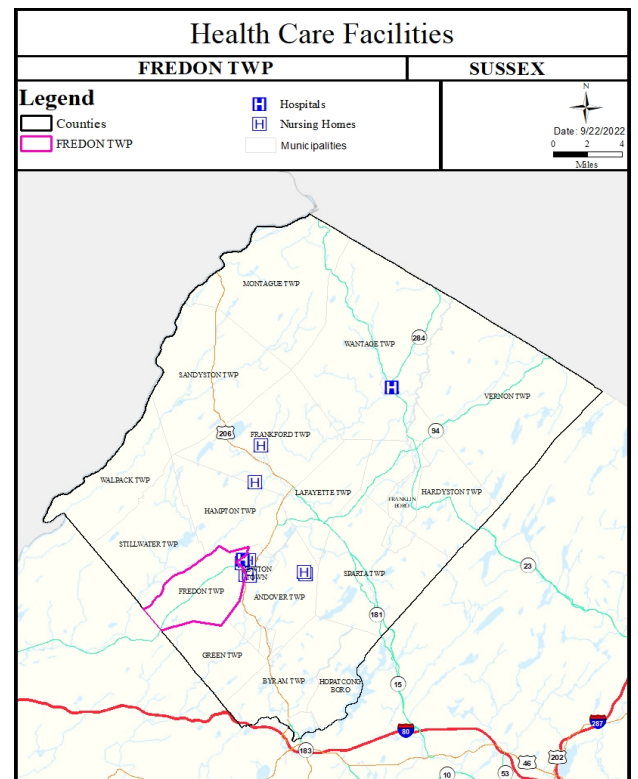 Health Care Facilities
FREDON TWP
SUSSEX
Legend
Counties
FREDON TWP
H Hospitals
H Nursing Homes
Municipalities
N
Date: 9/22/2022
0 2 4
Miles
MONTAGUE TWP
WANTAGE TWP
284
SANDYSTON TWP
H
VERNON TWP
206
FRANKFORD TWP
94
H
WALPACK TWP
H
LAFAYETTE TWP
FRANKLIN
BORO
HARDYSTON TWP
HAMPTON TWP
STILLWATER TWP
H
TOWN
H
SPARTA TWP
23
FREDON TWP
ANDOVER TWP
181
GREEN TWP
BYRAM TWP
HOPATCONG
BORO
15
80
287
183
46
202
10
53